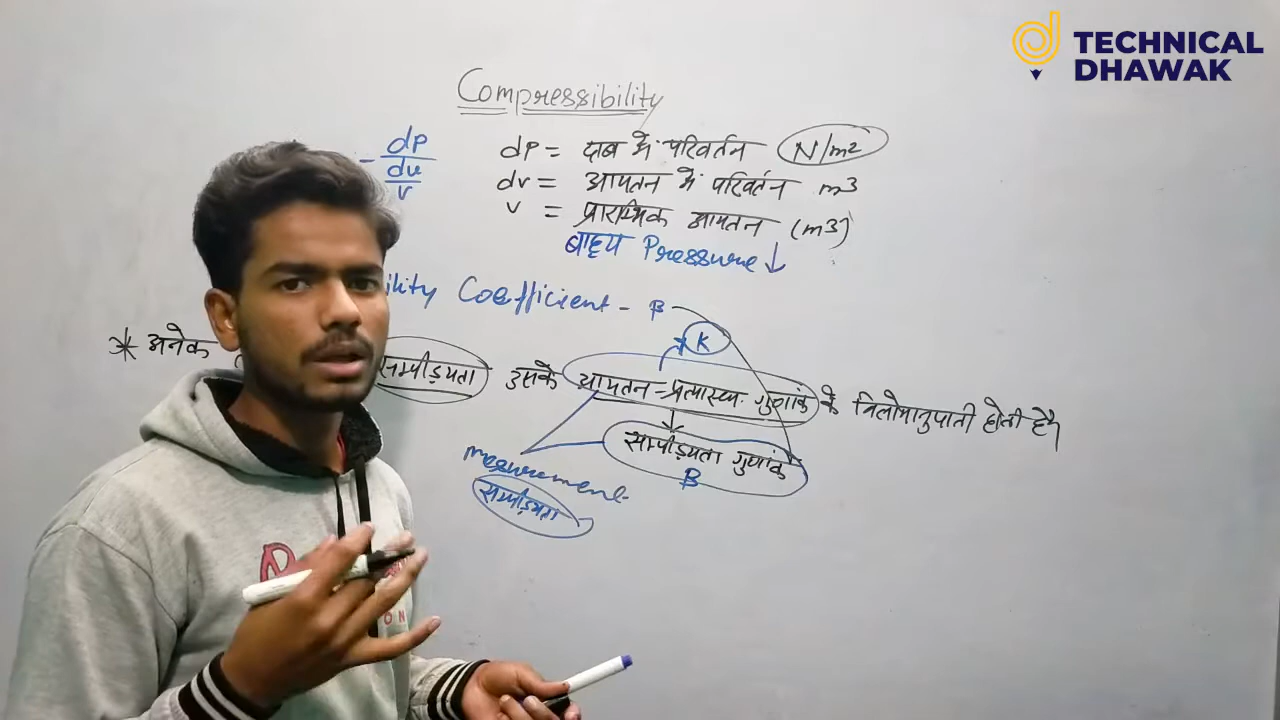 TECHNICAL
DHAWAK
Compressibility
- dp
dv
v
dp = दाब में परिवर्तन N/m2
dv = आयतन में परिवर्तन m3
v = प्रारम्भिक आयतन (m3)
बाह्य Pressure ↓
ility Coefficient - β
K
* अनेक सम्पीड़यता उसके आयतन-प्रत्यास्थ गुणांक के विलोमानुपाती होती है।
सम्पीड़यता गुणांक
β
mesurement
सम्पीड़यता